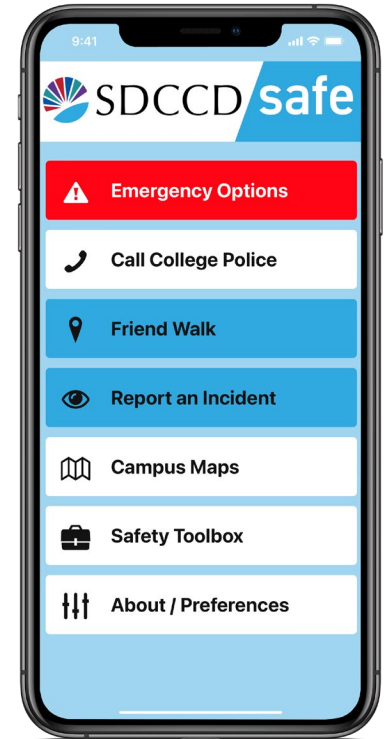 9:41
SDCCD safe
Emergency Options
Call College Police
Friend Walk
Report an Incident
Campus Maps
Safety Toolbox
About / Preferences